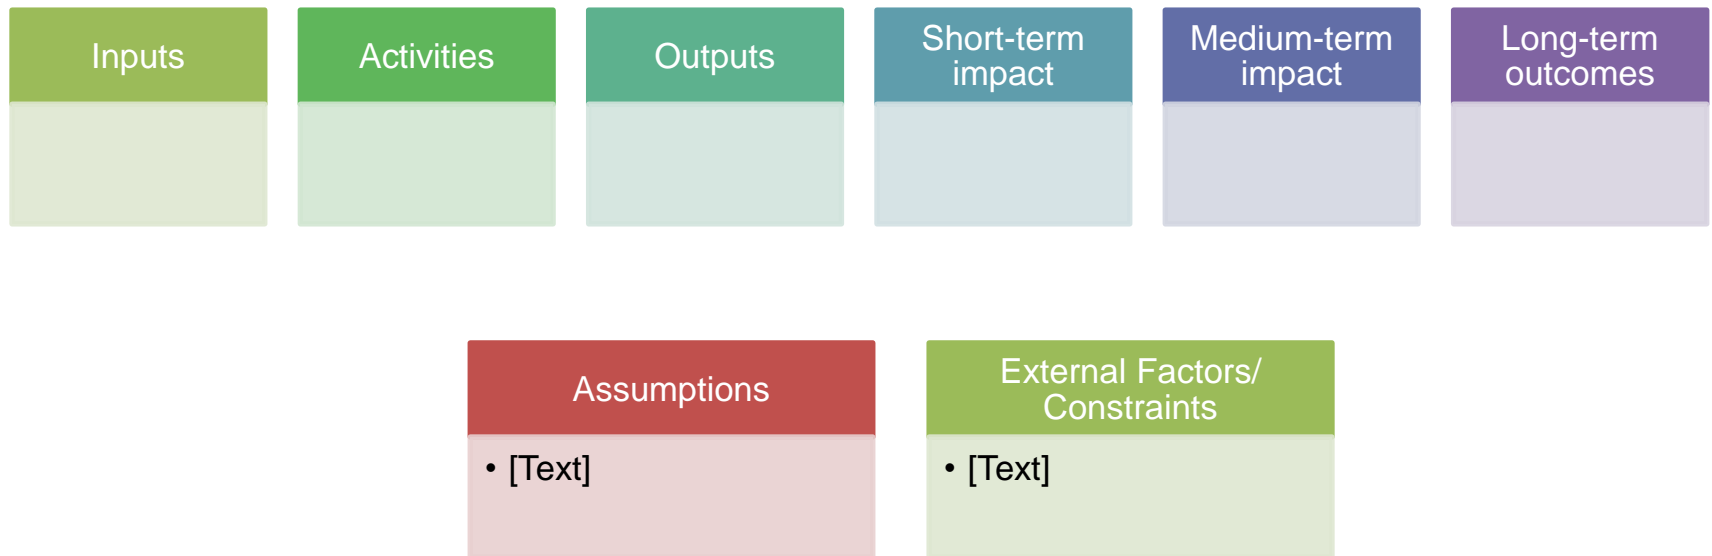 Inputs
Activities
Outputs
Short-term
impact
Medium-term
impact
Long-term
outcomes
Assumptions
• [Text]
External Factors/
Constraints
• [Text]